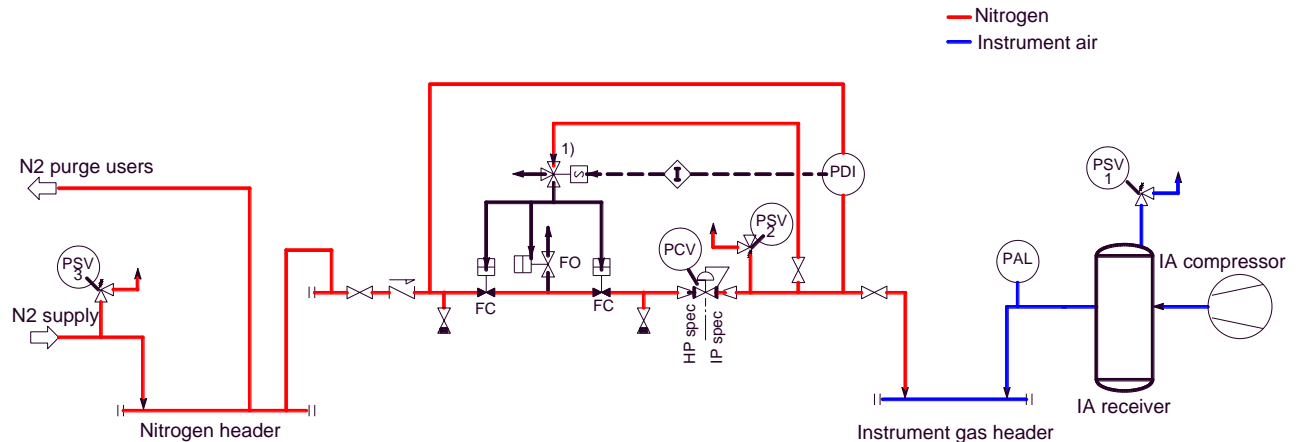 Nitrogen
Instrument air
N2 purge users
PSV
3
N2 supply
Nitrogen header
1)
S
I
PDI
FC
FO
FC
PCV
PSV
2
HP spec
IP spec
PAL
PSV
1
IA compressor
IA receiver
Instrument gas header